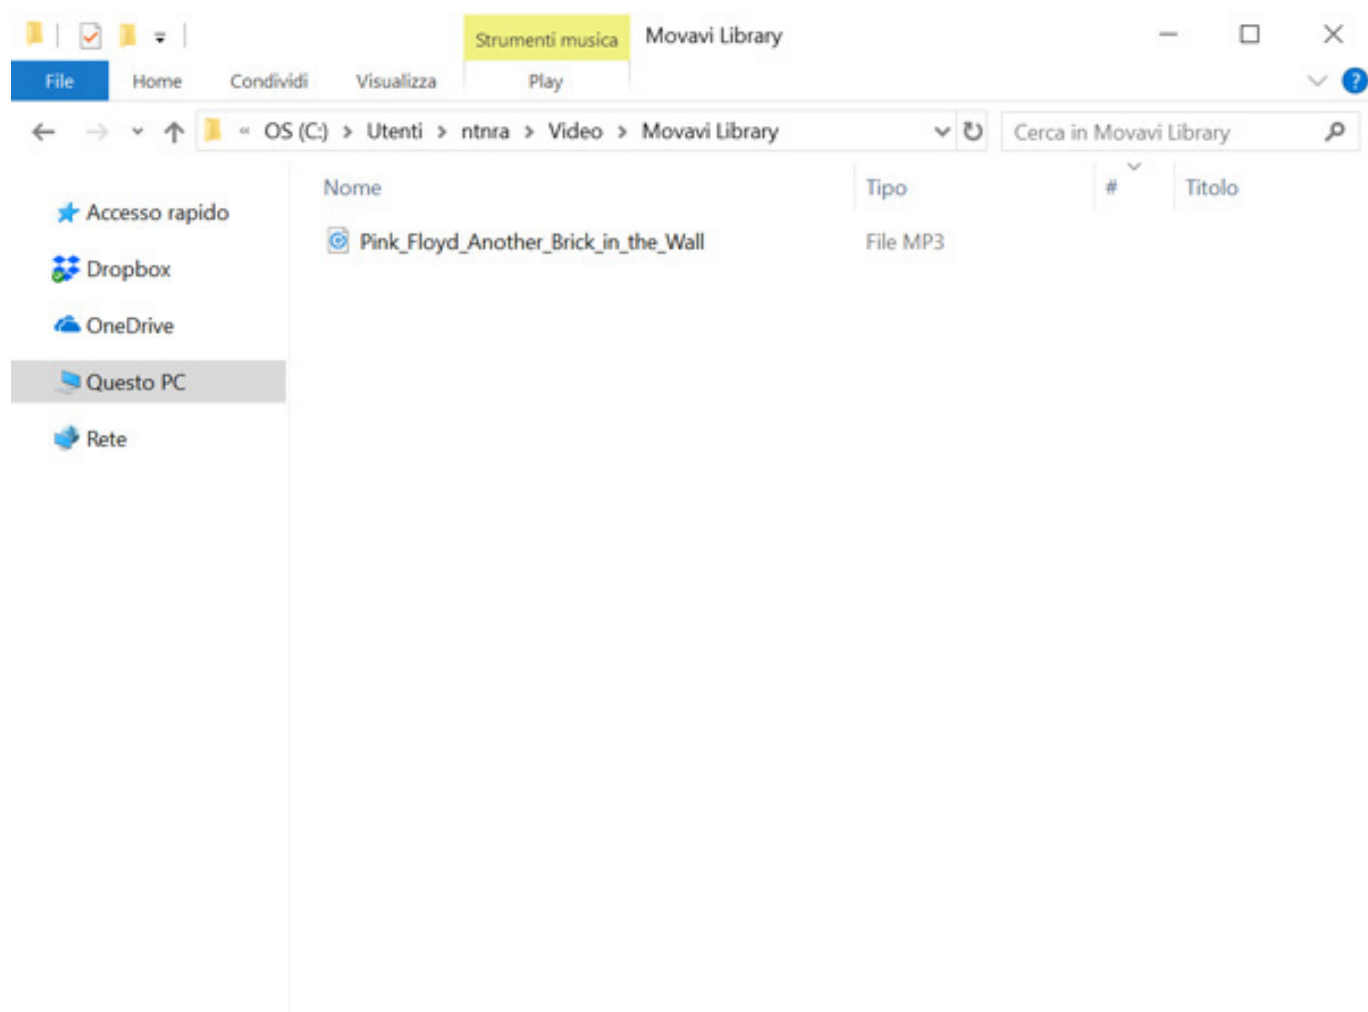 Strumenti musica Movavi Library
File Home Condividi Visualizza Play ?
« OS (C:) > Utenti > ntnra > Video > Movavi Library Cerca in Movavi Library
Nome Tipo # Titolo
Accesso rapido
Pink_Floyd_Another_Brick_in_the_Wall File MP3
Dropbox
OneDrive
Questo PC
Rete